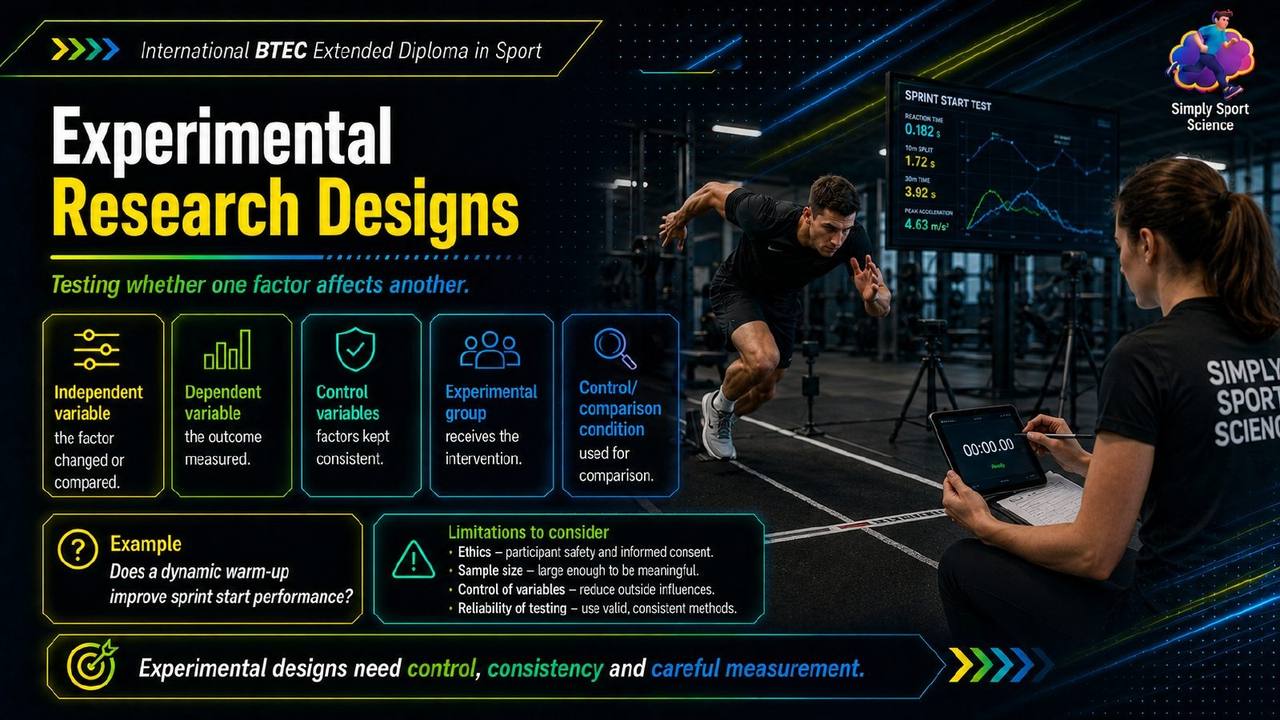 International BTEC Extended Diploma in Sport
Simply Sport
Science
Experimental
Research Designs
Testing whether one factor affects another.
Independent
variable
the factor
changed or
compared.
Dependent
variable
the outcome
measured.
Control
variables
factors kept
consistent.
Experimental
group
receives the
intervention.
Control/
comparison
condition
used for
comparison.
Example
Does a dynamic warm-up
improve sprint start performance?
Limitations to consider
• Ethics – participant safety and informed consent.
• Sample size – large enough to be meaningful.
• Control of variables – reduce outside influences.
• Reliability of testing – use valid, consistent methods.
Experimental designs need control, consistency and careful measurement.
SPRINT START TEST
REACTION TIME
0.182 s
10m SPLIT
1.72 s
30m TIME
3.92 s
PEAK ACCELERATION
4.63 m/s²
00:00.00
Ready
SIMPLY
SPORT
SCIENC